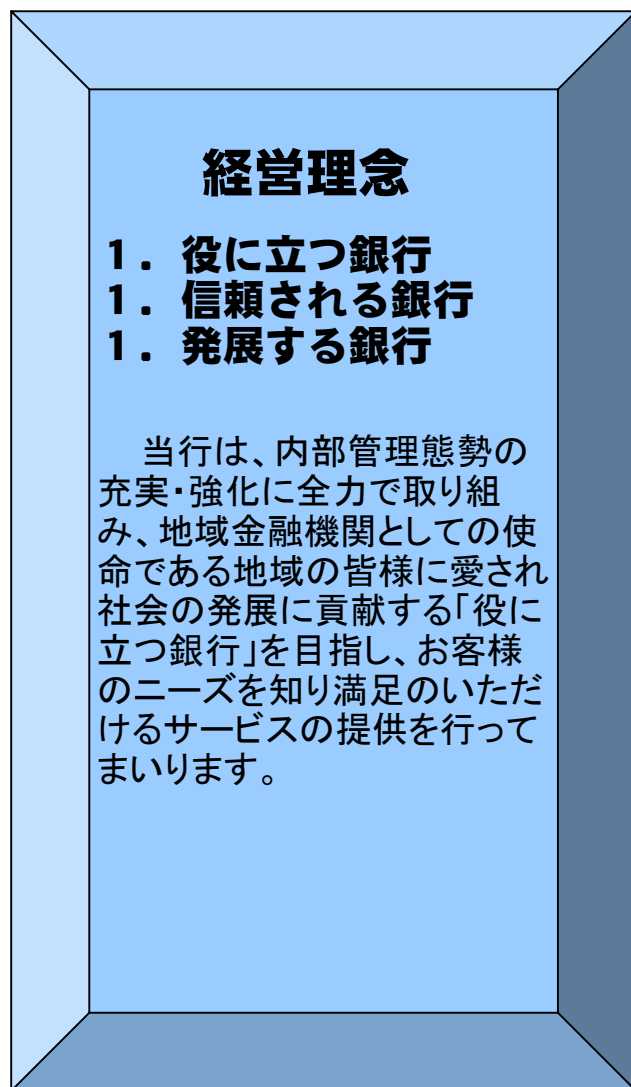 経営理念
１．役に立つ銀行
１．信頼される銀行
１．発展する銀行
当行は、内部管理態勢の
充実・強化に全力で取り組
み、地域金融機関としての使
命である地域の皆様に愛され
社会の発展に貢献する「役に
立つ銀行」を目指し、お客様
のニーズを知り満足のいただ
けるサービスの提供を行って
まいります。